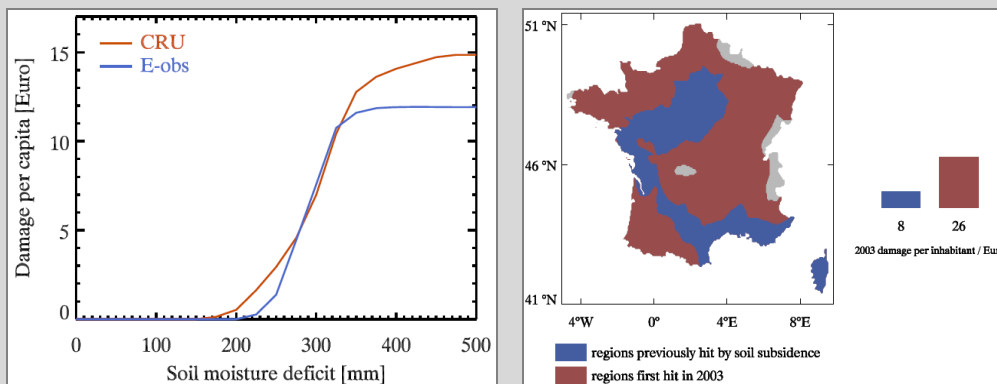 CRU
E-obs
15
10
5
0
Damage per capita [Euro]
0 100 200 300 400 500
Soil moisture deficit [mm]
51 °N
46 °N
41 °N
4°W 0° 4°E 8°E
regions previously hit by soil subsidence
regions first hit in 2003
8 26
2003 damage per inhabitant / Eur